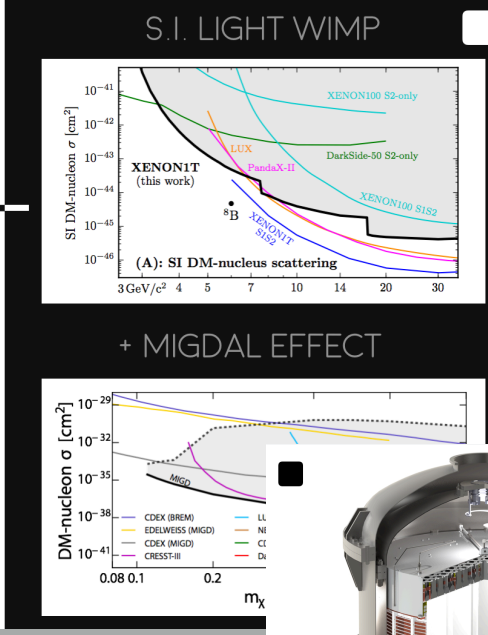 S.I. LIGHT WIMP
10⁻⁴¹
10⁻⁴²
10⁻⁴³
10⁻⁴⁴
10⁻⁴⁵
10⁻⁴⁶
SI DM-nucleon σ [cm²]
XENON100 S2-only
LUX
DarkSide-50 S2-only
XENON1T
(this work)
PandaX-II
⁸B
XENON100 S1S2
XENON1T
S1S2
(A): SI DM-nucleus scattering
3 GeV/c² 4 5 7 10 14 20 30
+ MIGDAL EFFECT
10⁻²⁹
10⁻³²
10⁻³⁵
10⁻³⁸
10⁻⁴¹
DM-nucleon σ [cm²]
MIGD
CDEX (BREM)
EDELWEISS (MIGD)
CDEX (MIGD)
CRESST-III
0.08 0.1 0.2
mχ